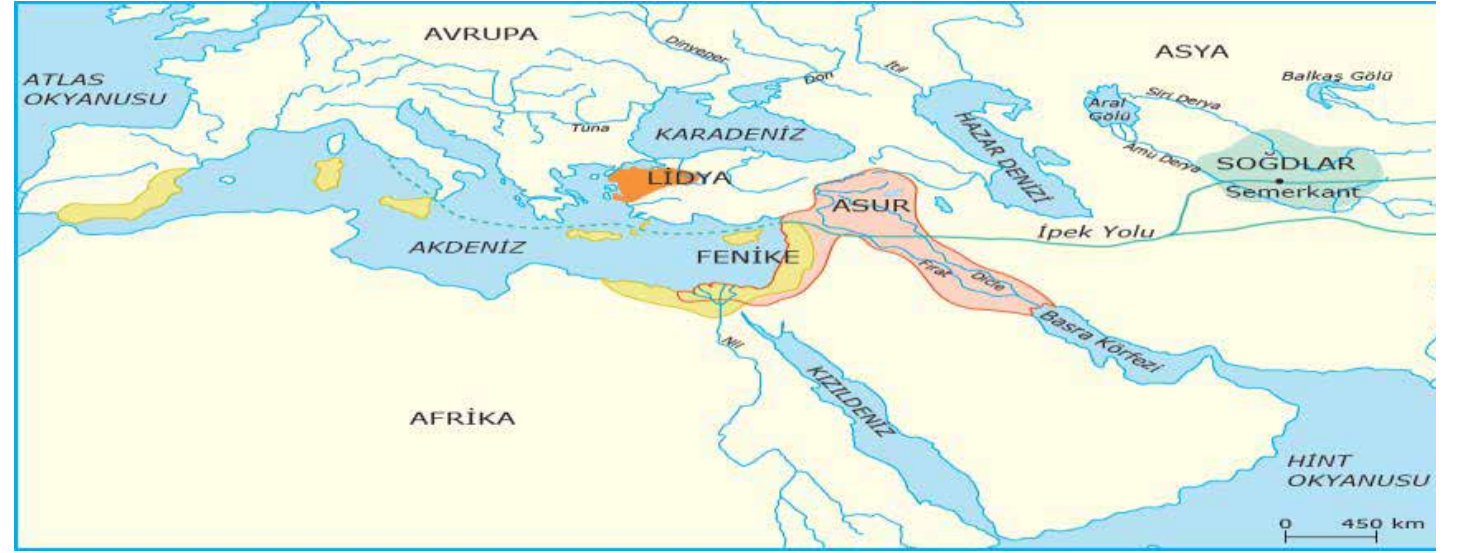 AVRUPA
ASYA
ATLAS
OKYANUSU
Dinyeper
Don
İtil
Balkaş Gölü
Aral
Gölü
Siri Derya
Tuna
KARADENİZ
HAZAR DENİZİ
Amu Derya
SOĞDLAR
Semerkant
LİDYA
ASUR
İpek Yolu
AKDENİZ
FENİKE
Fırat
Dicle
Basra Körfezi
Nil
KIZILDENİZ
AFRİKA
HİNT
OKYANUSU
0 450 km